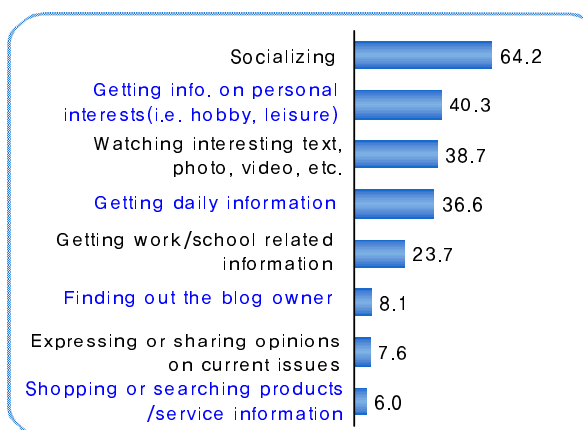 Socializing 64.2
Getting info. on personal
interests(i.e. hobby, leisure) 40.3
Watching interesting text,
photo, video, etc. 38.7
Getting daily information 36.6
Getting work/school related
information 23.7
Finding out the blog owner 8.1
Expressing or sharing opinions
on current issues 7.6
Shopping or searching products
/service information 6.0